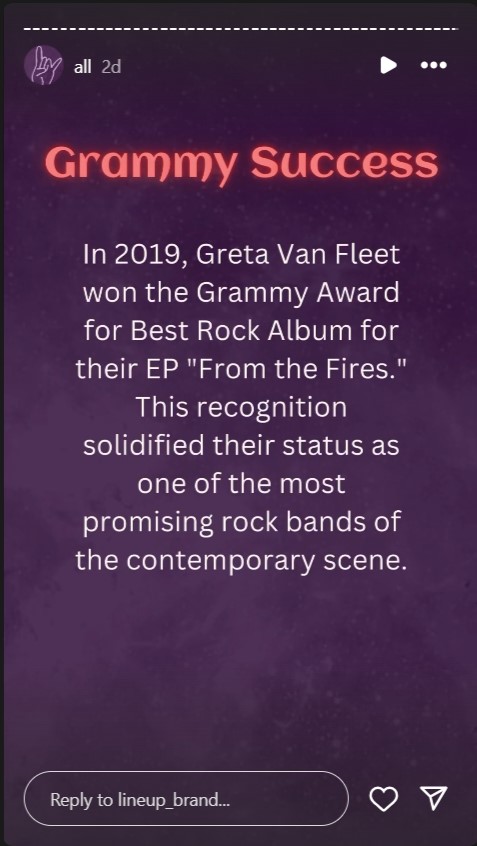 all 2d
Grammy Success
In 2019, Greta Van Fleet
won the Grammy Award
for Best Rock Album for
their EP "From the Fires."
This recognition
solidified their status as
one of the most
promising rock bands of
the contemporary scene.
Reply to lineup_brand...